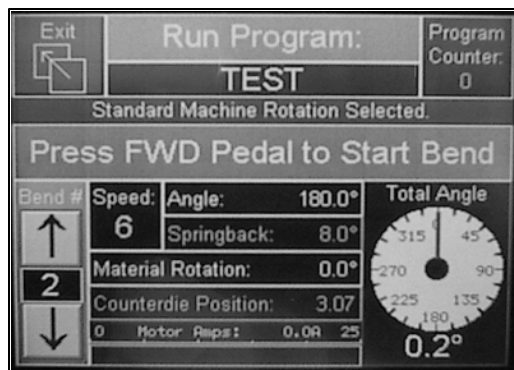 Exit
Run Program:
Program
Counter:
0
TEST
Standard Machine Rotation Selected.
Press FWD Pedal to Start Bend
Bend #
2
Speed:
6
Angle: 180.0°
Springback: 8.0°
Material Rotation: 0.0°
Counterdie Position: 3.07
0 Motor Amps: 0.0A 25
Total Angle
0
45
90
135
180
225
270
315
0.2°